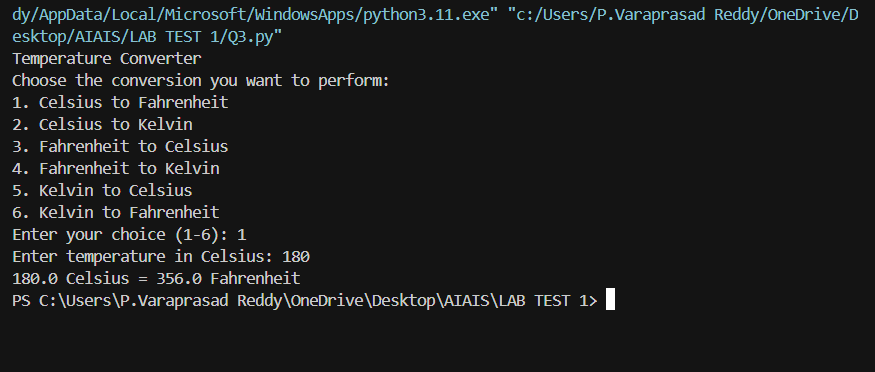 dy/AppData/Local/Microsoft/WindowsApps/python3.11.exe" "c:/Users/P.Varaprasad Reddy/OneDrive/D
esktop/AIAIS/LAB TEST 1/Q3.py"
Temperature Converter
Choose the conversion you want to perform:
1. Celsius to Fahrenheit
2. Celsius to Kelvin
3. Fahrenheit to Celsius
4. Fahrenheit to Kelvin
5. Kelvin to Celsius
6. Kelvin to Fahrenheit
Enter your choice (1-6): 1
Enter temperature in Celsius: 180
180.0 Celsius = 356.0 Fahrenheit
PS C:\Users\P.Varaprasad Reddy\OneDrive\Desktop\AIAIS\LAB TEST 1>